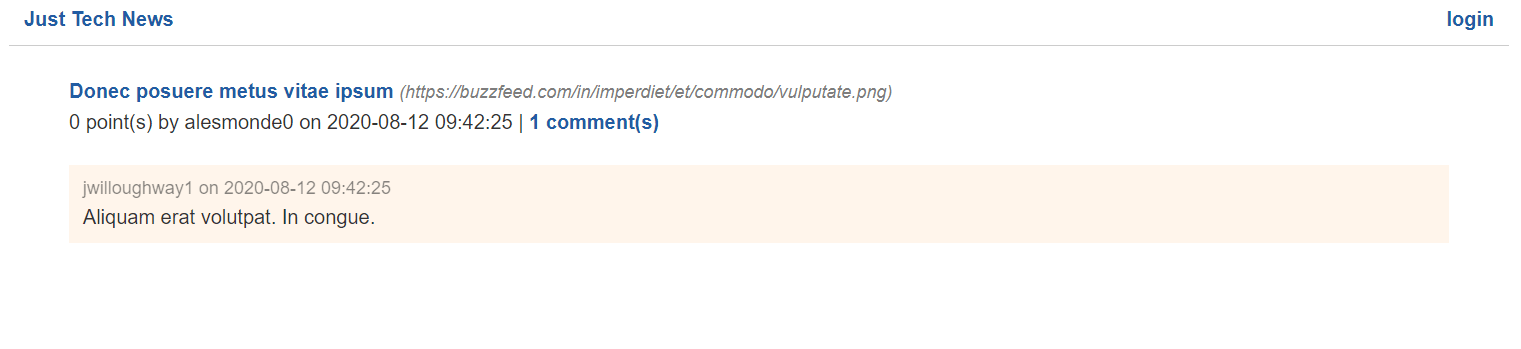 Just Tech News login
Donec posuere metus vitae ipsum (https://buzzfeed.com/in/imperdiet/et/commodo/vulputate.png)
0 point(s) by alesmonde0 on 2020-08-12 09:42:25 | 1 comment(s)
jwilloughway1 on 2020-08-12 09:42:25
Aliquam erat volutpat. In congue.